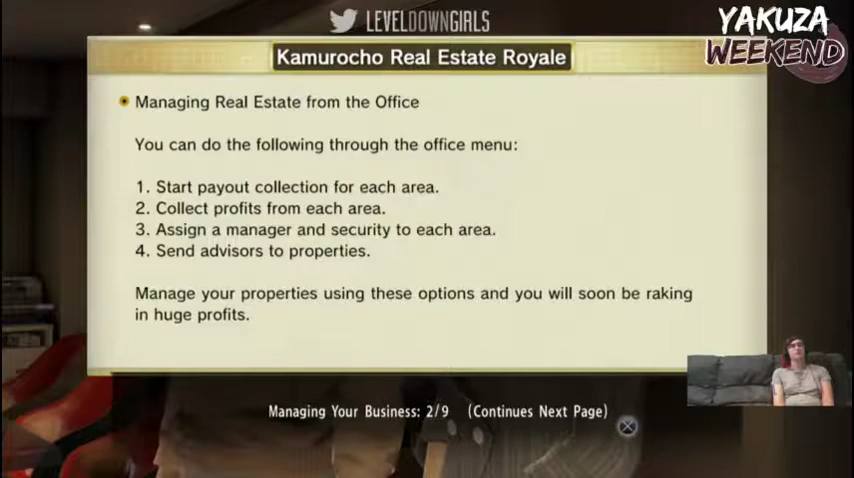 LEVELDOWNGIRLS
YAKUZA
WEEKEND
Kamurocho Real Estate Royale
Managing Real Estate from the Office
You can do the following through the office menu:
1. Start payout collection for each area.
2. Collect profits from each area.
3. Assign a manager and security to each area.
4. Send advisors to properties.
Manage your properties using these options and you will soon be raking
in huge profits.
Managing Your Business: 2/9 (Continues Next Page)